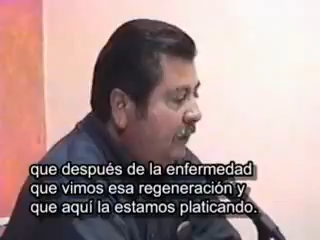 que después de la enfermedad
que vimos esa regeneración y
que aquí la estamos platicando.